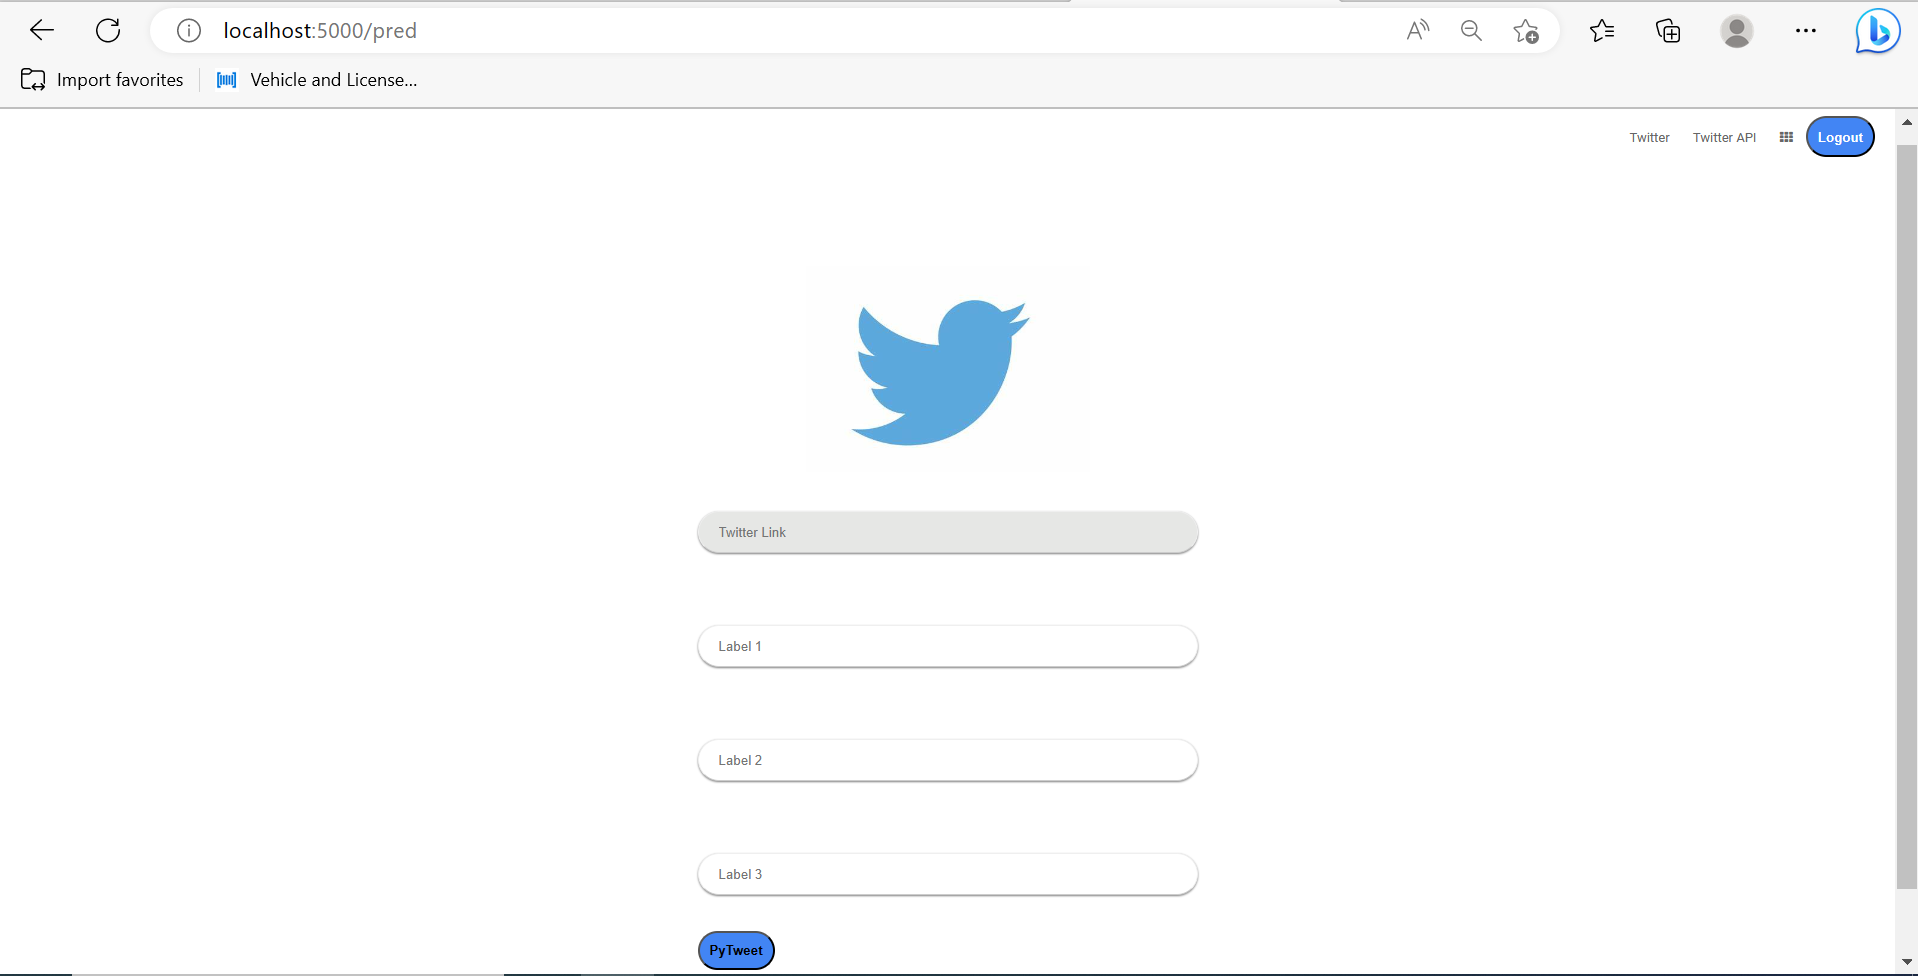 localhost:5000/pred
Import favorites
Vehicle and License...
Twitter
Twitter API
Logout
Twitter Link
Label 1
Label 2
Label 3
PyTweet